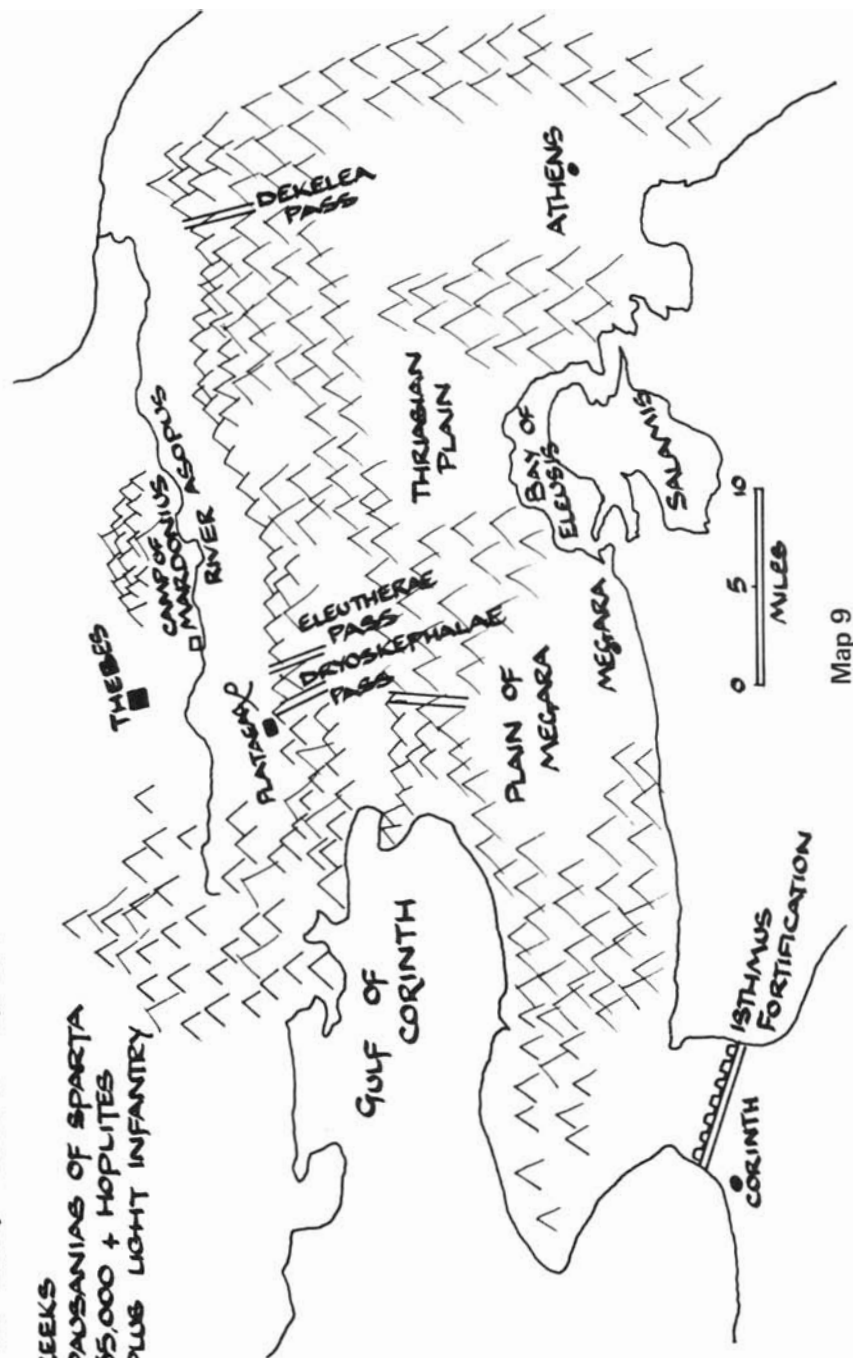 EEKS
PAUSANIAS OF SPARTA
+ HOPLITES
PLUS LIGHT INFANTRY
THEBES
CAMP OF
MARDONIUS
RIVER ASOPUS
DEKELEA
PASS
PLATAEA
ELEUTHERAE
PASS
DRYOSKEPHALAE
PASS
GULF OF
CORINTH
THRIASIAN
PLAIN
ATHENS
PLAIN OF
MEGARA
BAY OF
ELEUSIS
MEGARA
SALAMIS
CORINTH
ISTHMUS
FORTIFICATION
0 5 10
MILES
Map 9